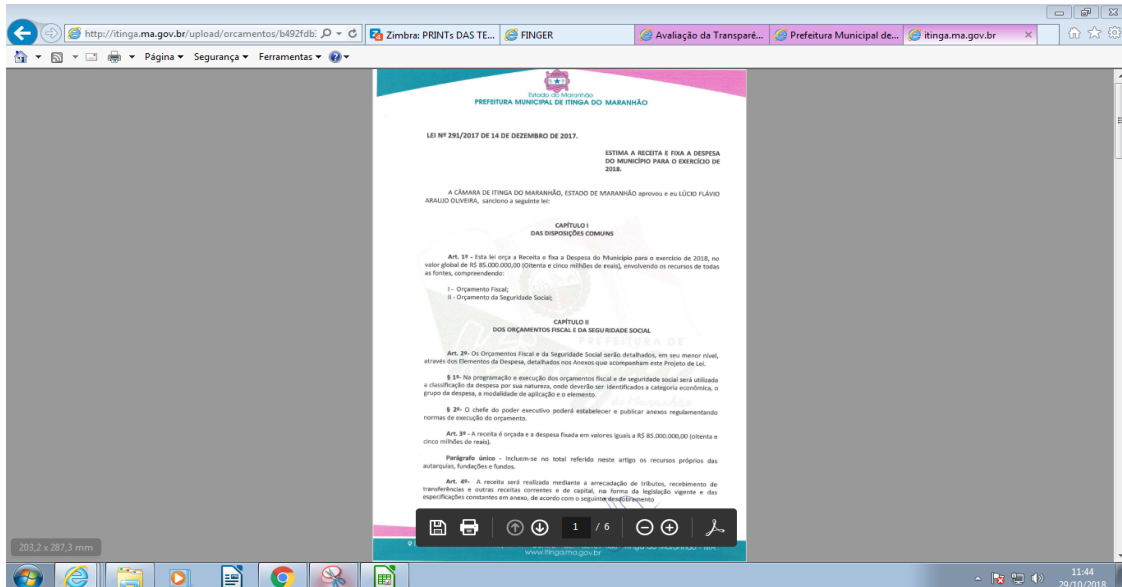 http://itinga.ma.gov.br/upload/orcamentos/b492fdb:
Zimbra: PRINTs DAS TE...
FINGER
Avaliação da Transparê...
Prefeitura Municipal de...
itinga.ma.gov.br
Página
Segurança
Ferramentas
Estado do Maranhão
PREFEITURA MUNICIPAL DE ITINGA DO MARANHÃO
LEI Nº 291/2017 DE 14 DE DEZEMBRO DE 2017.
ESTIMA A RECEITA E FIXA A DESPESA
DO MUNICÍPIO PARA O EXERCÍCIO DE
2018.
A CÂMARA DE ITINGA DO MARANHÃO, ESTADO DE MARANHÃO aprovou e eu LÚCIO FLÁVIO
ARAUJO OLIVEIRA, sanciono a seguinte lei:
CAPÍTULO I
DAS DISPOSIÇÕES COMUNS
Art. 1º - Esta lei orça a Receita e fixa a Despesa do Município para o exercício de 2018, no
valor global de R$ 85.000.000,00 (Oitenta e cinco milhões de reais), envolvendo os recursos de todas
as fontes, compreendendo:
I - Orçamento Fiscal;
II - Orçamento da Seguridade Social;
CAPÍTULO II
DOS ORÇAMENTOS FISCAL E DA SEGURIDADE SOCIAL
PREFEITURA DE
Art. 2º- Os Orçamentos Fiscal e da Seguridade Social serão detalhados, em seu menor nível,
através dos Elementos da Despesa, detalhados nos Anexos que acompanham este Projeto de Lei.
§ 1º- Na programação e execução dos orçamentos fiscal e de seguridade social será utilizada
a classificação da despesa por sua natureza, onde deverão ser identificados a categoria econômica, o
grupo da despesa, a modalidade de aplicação e o elemento.
do Maranhão
§ 2º- O chefe do poder executivo poderá estabelecer e publicar anexos regulamentando
normas de execução do orçamento.
Art. 3º - A receita é orçada e a despesa fixada em valores iguais a R$ 85.000.000,00 (oitenta e
cinco milhões de reais).
Parágrafo único - Incluem-se no total referido neste artigo os recursos próprios das
autarquias, fundações e fundos.
Art. 4º- A receita será realizada mediante a arrecadação de tributos, recebimento de
transferências e outras receitas correntes e de capital, na forma da legislação vigente e das
especificações constantes em anexo, de acordo com o seguinte desdobramento
1 / 6
www.itinga.ma.gov.br
203,2 x 287,3 mm
11:44
29/10/2018